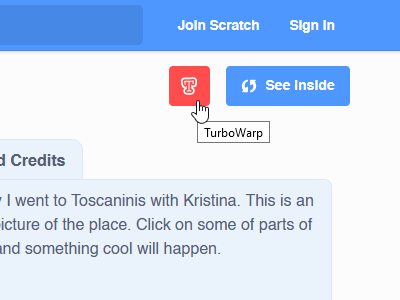 Join Scratch Sign In
See inside
TurboWarp
d Credits
I went to Toscaninis with Kristina. This is an
picture of the place. Click on some of parts of
and something cool will happen.